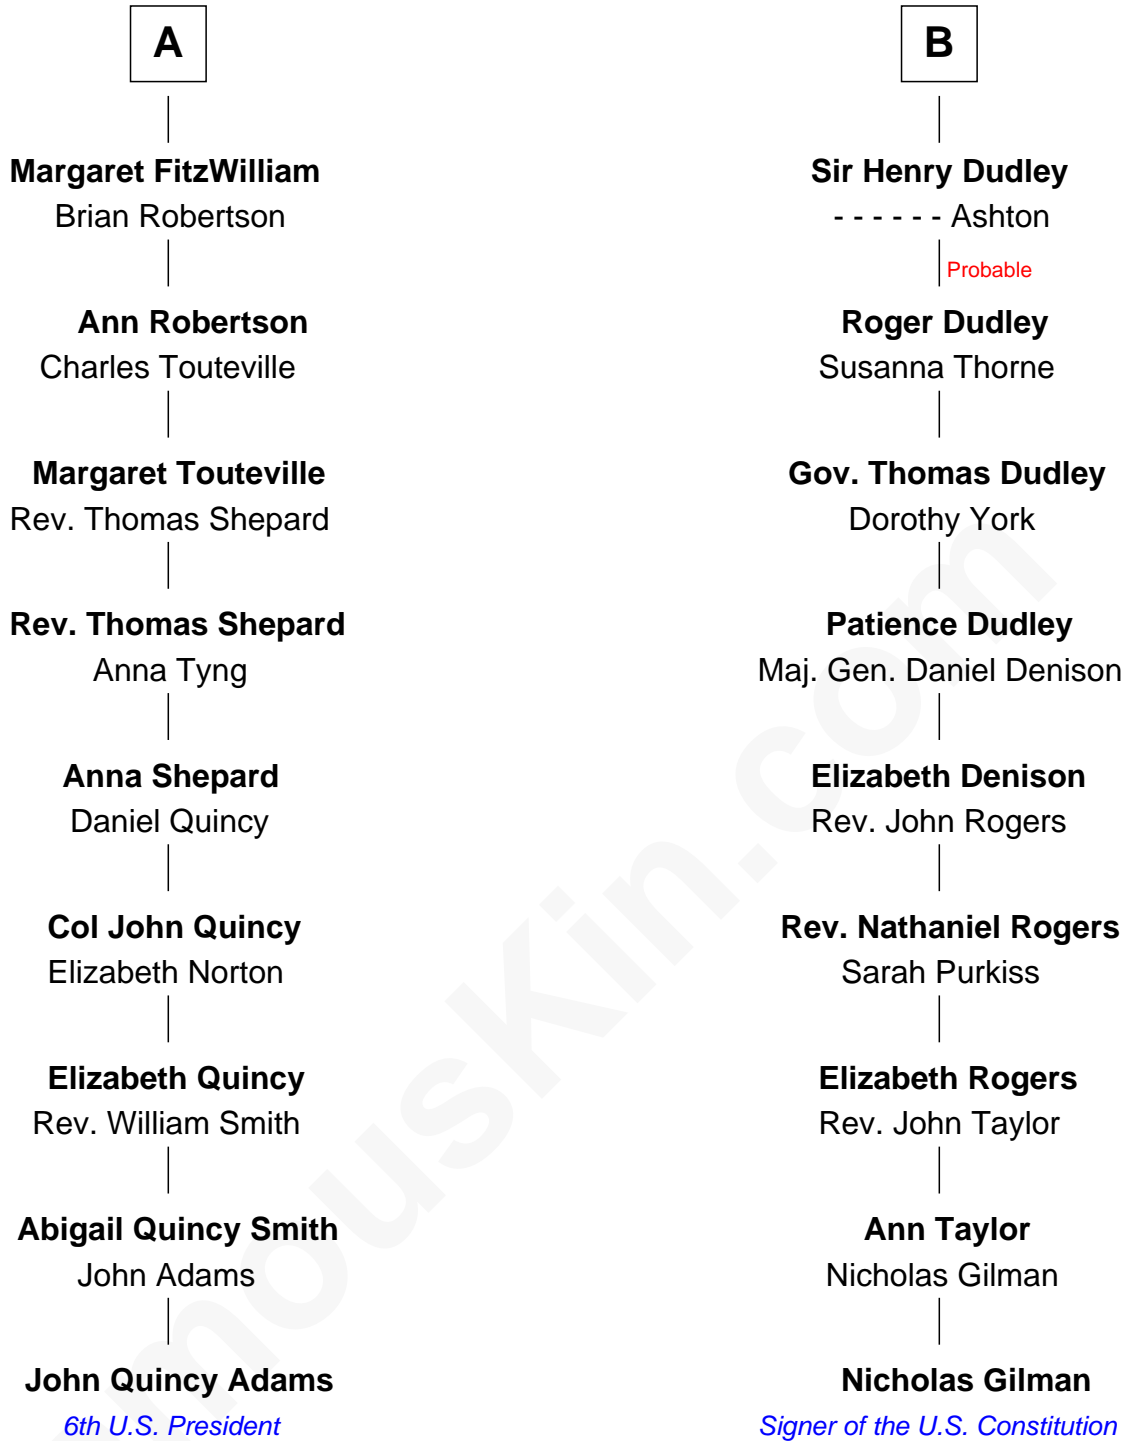 A
Margaret FitzWilliam
Brian Robertson
Ann Robertson
Charles Touteville
Margaret Touteville
Rev. Thomas Shepard
Rev. Thomas Shepard
Anna Tyng
Anna Shepard
Daniel Quincy
Col John Quincy
Elizabeth Norton
Elizabeth Quincy
Rev. William Smith
Abigail Quincy Smith
John Adams
John Quincy Adams
6th U.S. President
B
Sir Henry Dudley
- - - - - - Ashton
Probable
Roger Dudley
Susanna Thorne
Gov. Thomas Dudley
Dorothy York
Patience Dudley
Maj. Gen. Daniel Denison
Elizabeth Denison
Rev. John Rogers
Rev. Nathaniel Rogers
Sarah Purkiss
Elizabeth Rogers
Rev. John Taylor
Ann Taylor
Nicholas Gilman
Nicholas Gilman
Signer of the U.S. Constitution
mousKin.com